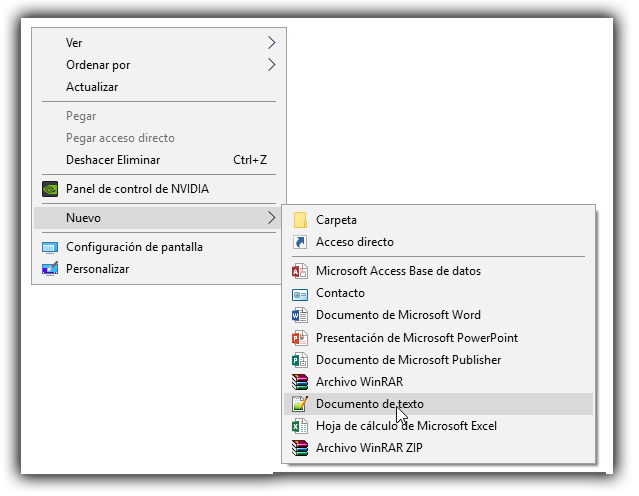 Ver
Ordenar por
Actualizar
Pegar
Pegar acceso directo
Deshacer Eliminar Ctrl+Z
Panel de control de NVIDIA
Nuevo
Configuración de pantalla
Personalizar
Carpeta
Acceso directo
Microsoft Access Base de datos
Contacto
Documento de Microsoft Word
Presentación de Microsoft PowerPoint
Documento de Microsoft Publisher
Archivo WinRAR
Documento de texto
Hoja de cálculo de Microsoft Excel
Archivo WinRAR ZIP